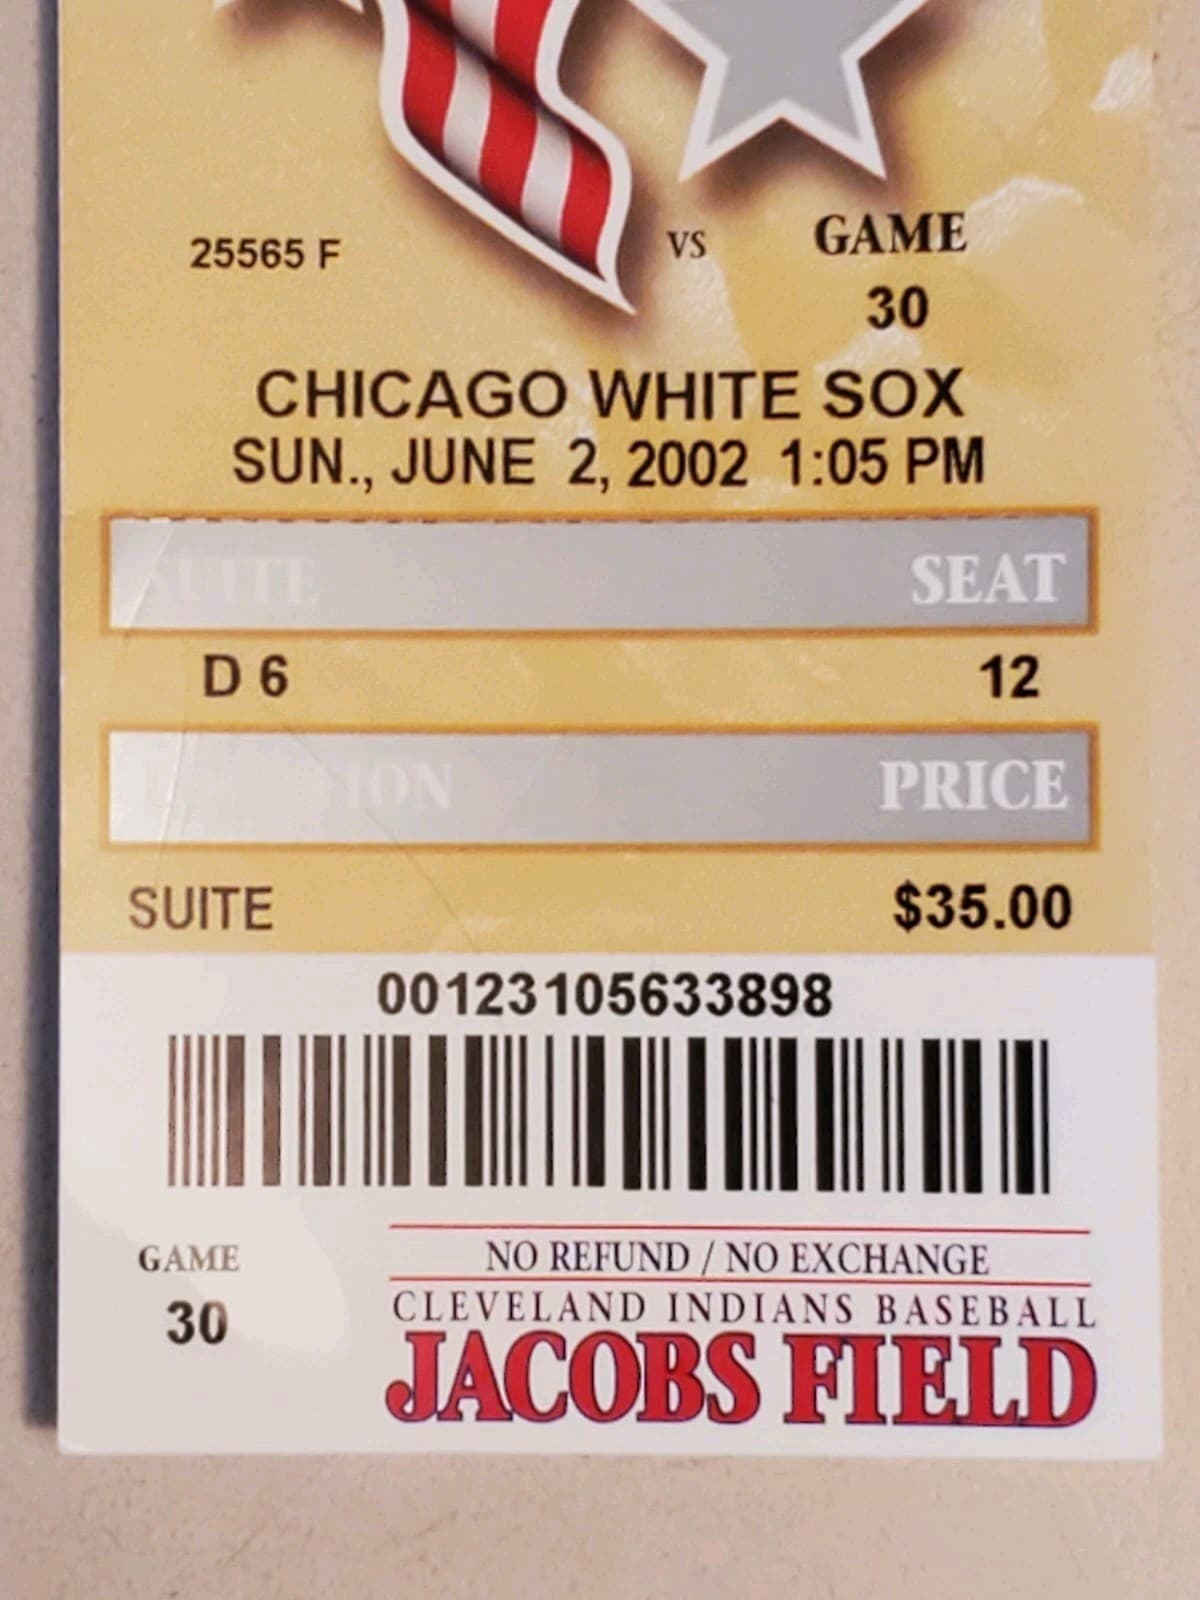 25565 F VS GAME
30
CHICAGO WHITE SOX
SUN., JUNE 2, 2002 1:05 PM
SUITE SEAT
D 6 12
PRICE
SUITE $35.00
00123105633898
GAME
30
NO REFUND / NO EXCHANGE
CLEVELAND INDIANS BASEBALL
JACOBS FIELD